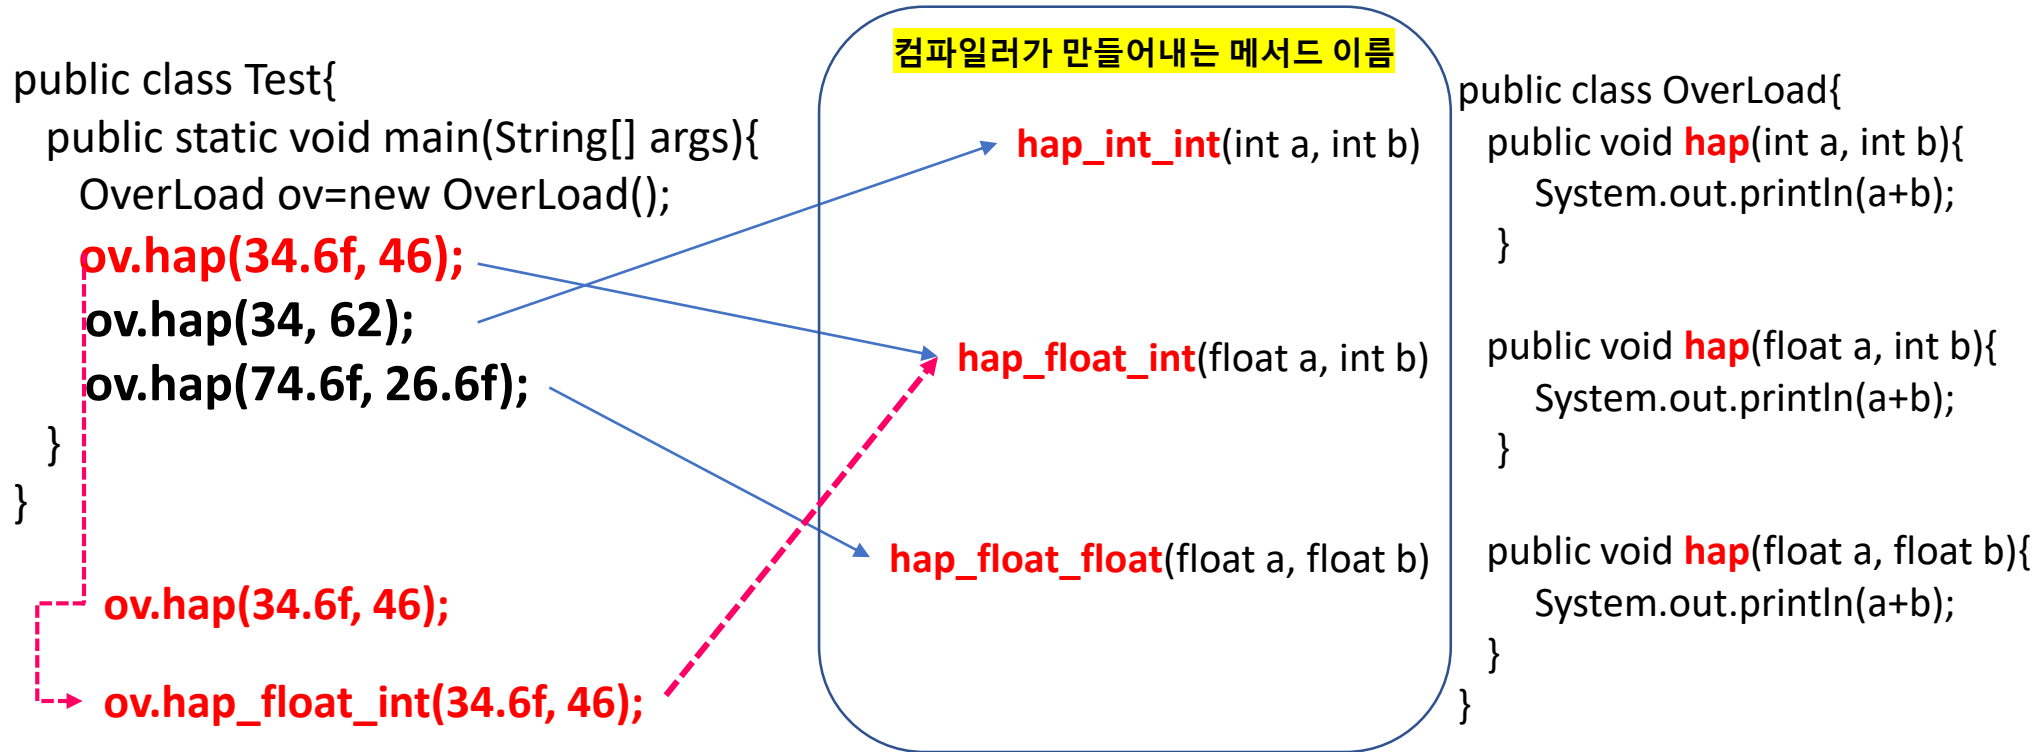 public class Test{
public static void main(String[] args){
OverLoad ov=new OverLoad();
ov.hap(34.6f, 46);
ov.hap(34, 62);
ov.hap(74.6f, 26.6f);
}
}
ov.hap(34.6f, 46);
ov.hap_float_int(34.6f, 46);
컴파일러가 만들어내는 메서드 이름
hap_int_int(int a, int b)
hap_float_int(float a, int b)
hap_float_float(float a, float b)
public class OverLoad{
public void hap(int a, int b){
System.out.println(a+b);
}
public void hap(float a, int b){
System.out.println(a+b);
}
public void hap(float a, float b){
System.out.println(a+b);
}
}